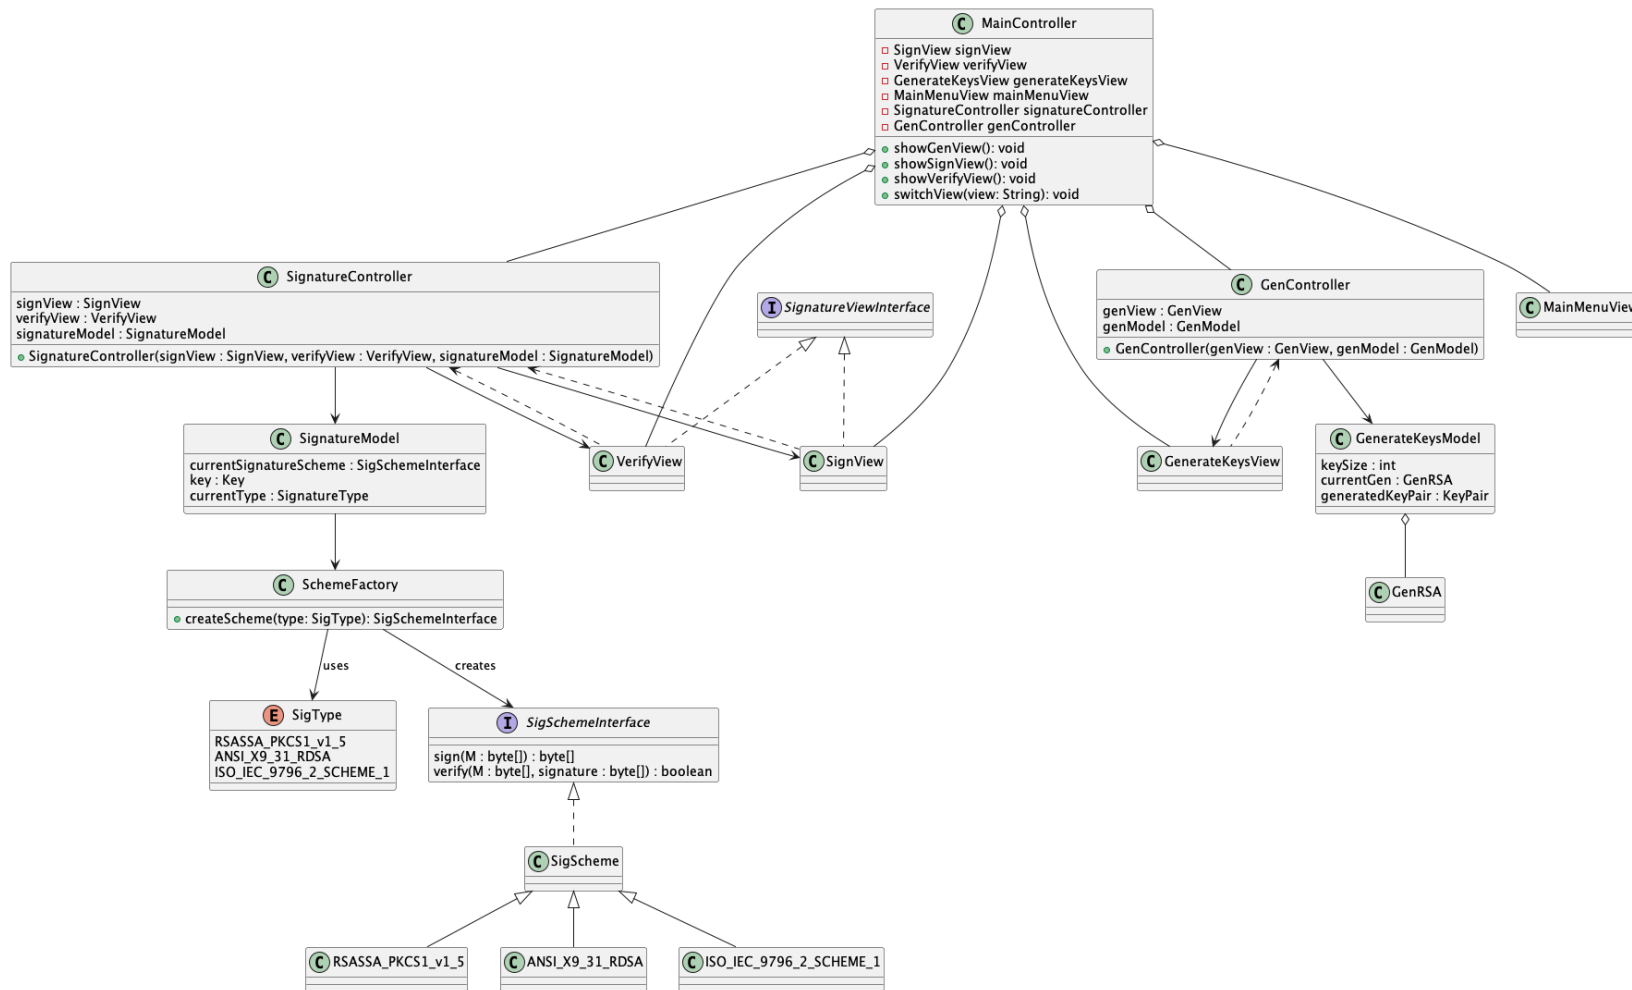 C MainController
SignView signView
VerifyView verifyView
GenerateKeysView generateKeysView
MainMenuView mainMenuView
SignatureController signatureController
GenController genController
showGenView(): void
showSignView(): void
showVerifyView(): void
switchView(view: String): void
C SignatureController
signView : SignView
verifyView : VerifyView
signatureModel : SignatureModel
SignatureController(signView : SignView, verifyView : VerifyView, signatureModel : SignatureModel)
I SignatureViewInterface
C GenController
genView : GenView
genModel : GenModel
GenController(genView : GenView, genModel : GenModel)
C MainMenuView
C SignatureModel
currentSignatureScheme : SigSchemeInterface
key : Key
currentType : SignatureType
C VerifyView
C SignView
C GenerateKeysView
C GenerateKeysModel
keySize : int
currentGen : GenRSA
generatedKeyPair : KeyPair
C SchemeFactory
createScheme(type: SigType): SigSchemeInterface
C GenRSA
uses
creates
E SigType
RSASSA_PKCS1_v1_5
ANSI_X9_31_RDSA
ISO_IEC_9796_2_SCHEME_1
I SigSchemeInterface
sign(M : byte[]) : byte[]
verify(M : byte[], signature : byte[]) : boolean
C SigScheme
C RSASSA_PKCS1_v1_5
C ANSI_X9_31_RDSA
C ISO_IEC_9796_2_SCHEME_1